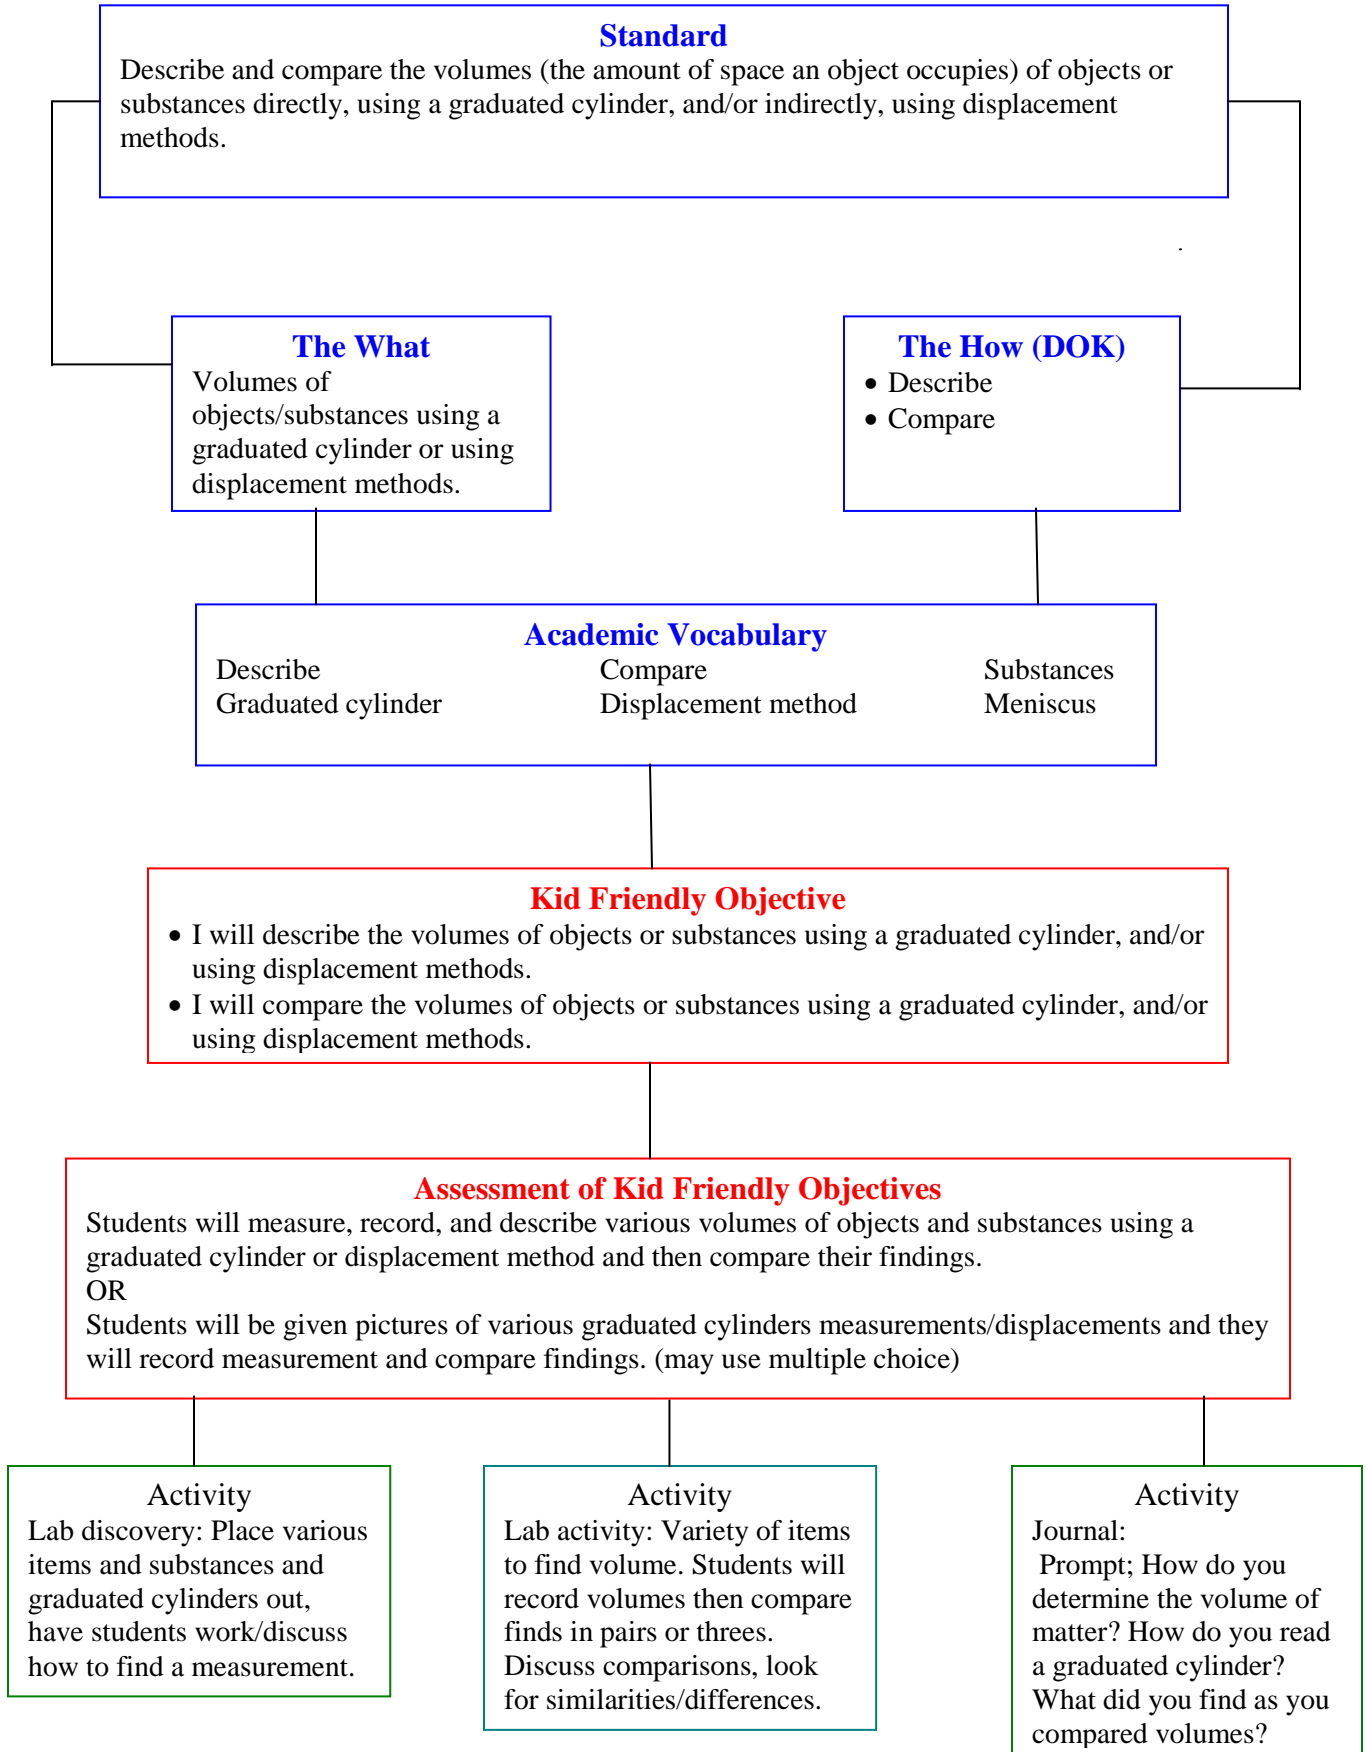 Standard
Describe and compare the volumes (the amount of space an object occupies) of objects or
substances directly, using a graduated cylinder, and/or indirectly, using displacement
methods.
The What
Volumes of
objects/substances using a
graduated cylinder or using
displacement methods.
The How (DOK)
• Describe
• Compare
Academic Vocabulary
Describe Compare Substances
Graduated cylinder Displacement method Meniscus
Kid Friendly Objective
• I will describe the volumes of objects or substances using a graduated cylinder, and/or
using displacement methods.
• I will compare the volumes of objects or substances using a graduated cylinder, and/or
using displacement methods.
Assessment of Kid Friendly Objectives
Students will measure, record, and describe various volumes of objects and substances using a
graduated cylinder or displacement method and then compare their findings.
OR
Students will be given pictures of various graduated cylinders measurements/displacements and they
will record measurement and compare findings. (may use multiple choice)
Activity
Lab discovery: Place various
items and substances and
graduated cylinders out,
have students work/discuss
how to find a measurement.
Activity
Lab activity: Variety of items
to find volume. Students will
record volumes then compare
finds in pairs or threes.
Discuss comparisons, look
for similarities/differences.
Activity
Journal:
Prompt; How do you
determine the volume of
matter? How do you read
a graduated cylinder?
What did you find as you
compared volumes?